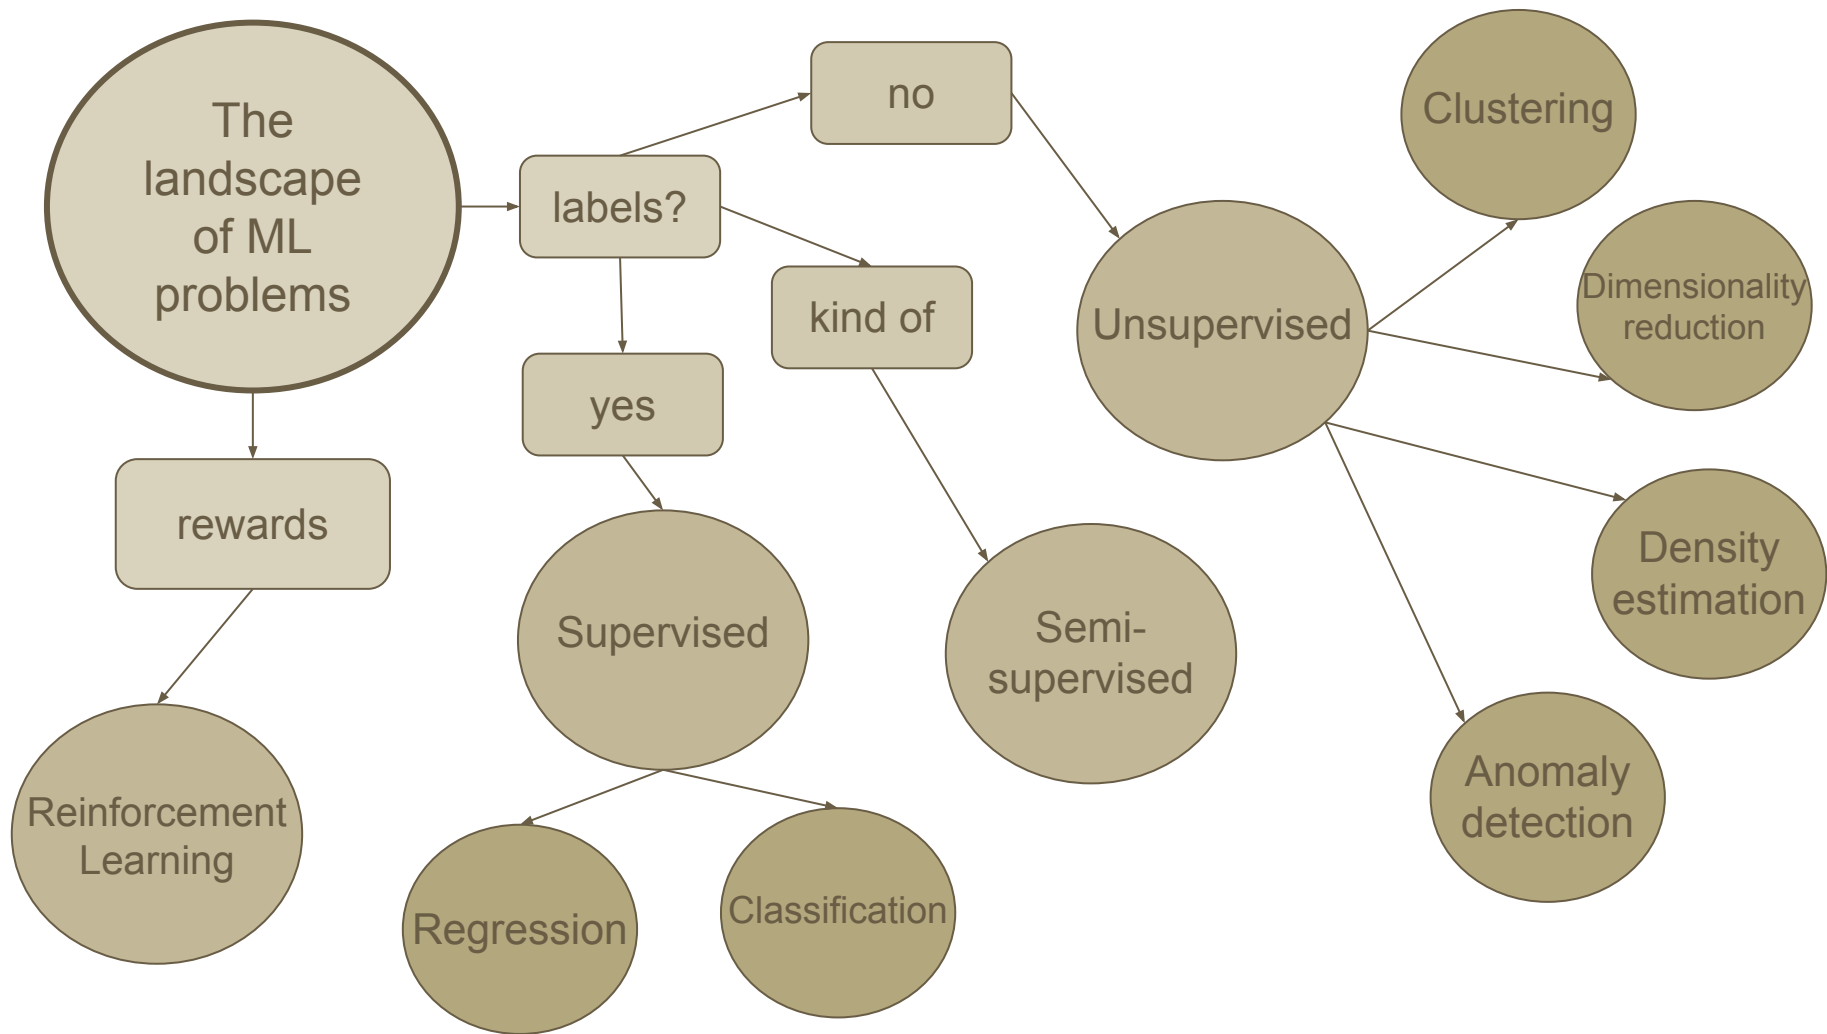 The
landscape
of ML
problems
labels?
no
kind of
yes
rewards
Reinforcement
Learning
Supervised
Regression
Classification
Semi-
supervised
Unsupervised
Clustering
Dimensionality
reduction
Density
estimation
Anomaly
detection